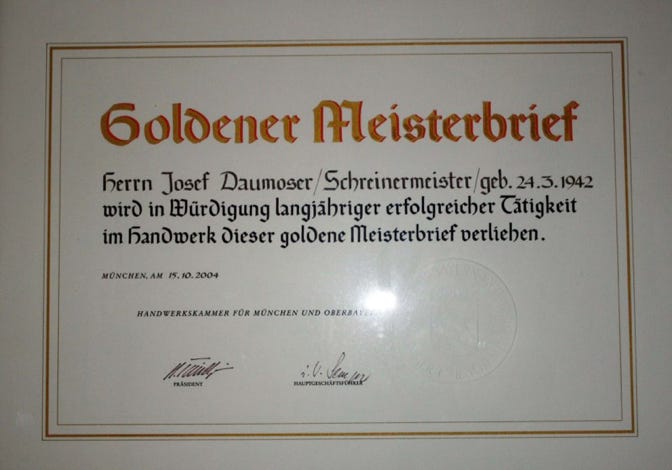 Goldener Meisterbrief
Herrn Josef Daumoser/Schreinermeister/geb. 24.3.1942
wird in Würdigung langjähriger erfolgreicher Tätigkeit
im Handwerk dieser goldene Meisterbrief verliehen.
MÜNCHEN, AM 15.10.2004
HANDWERKSKAMMER FÜR MÜNCHEN UND
PRÄSIDENT
i.V.
HAUPTGESCHÄFTSFÜHRER